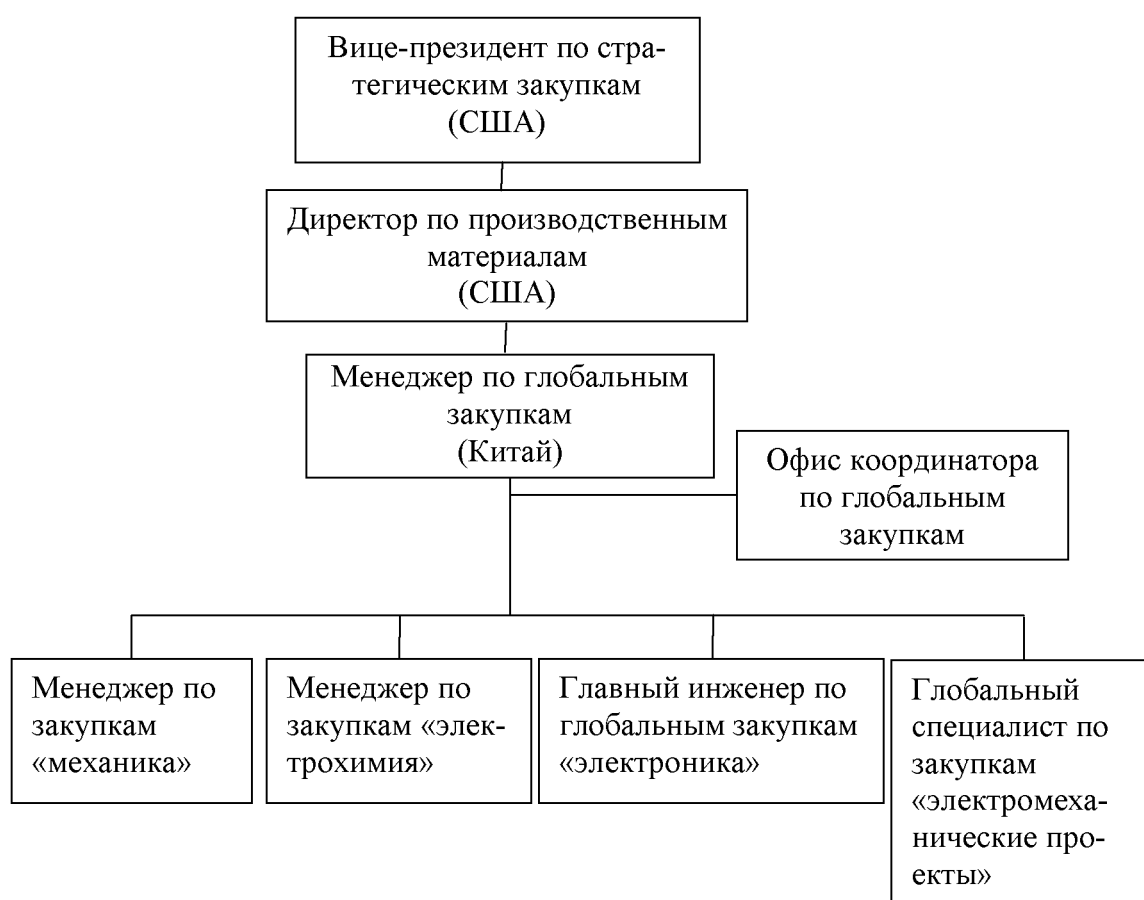 Вице-президент по стра-
тегическим закупкам
(США)
Директор по производственным
материалам
(США)
Менеджер по глобальным
закупкам
(Китай)
Офис координатора
по глобальным
закупкам
Менеджер по
закупкам
«механика»
Менеджер по
закупкам «элек-
трохимия»
Главный инженер по
глобальным закупкам
«электроника»
Глобальный
специалист по
закупкам
«электромеха-
нические про-
екты»